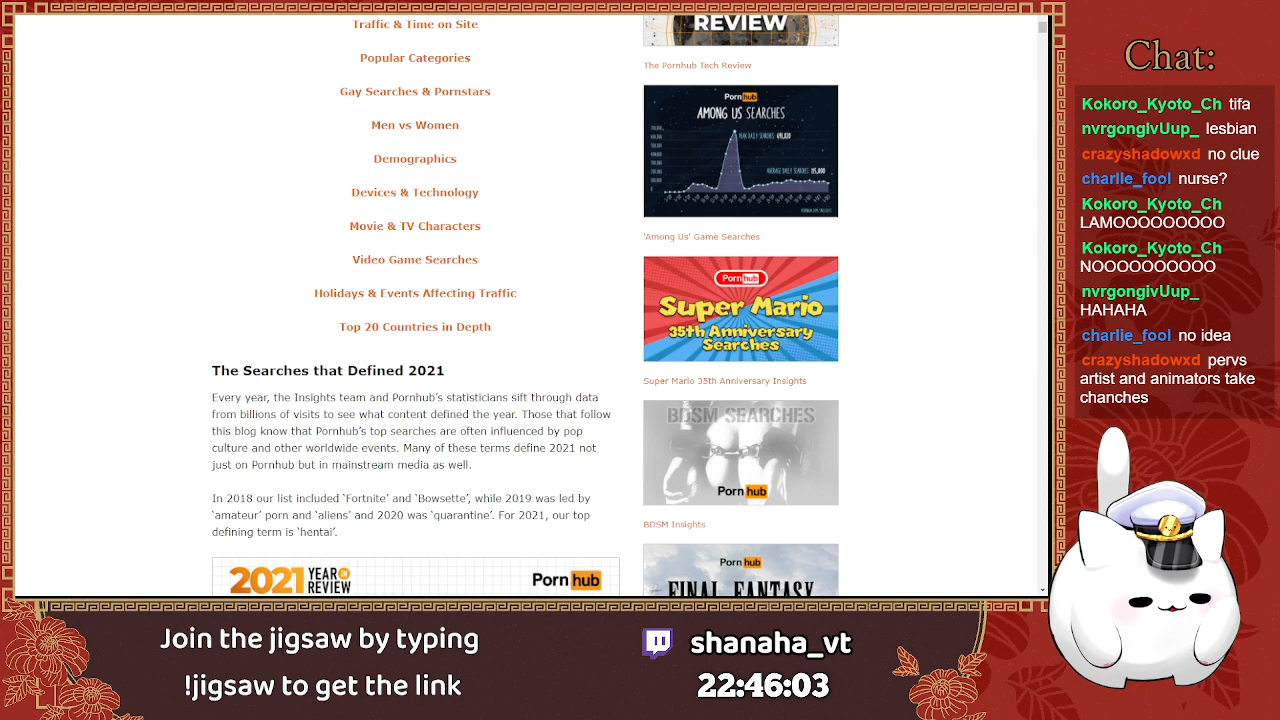 Traffic & Time on Site
Popular Categories
Gay Searches & Pornstars
Men vs Women
Demographics
Devices & Technology
Movie & TV Characters
Video Game Searches
Holidays & Events Affecting Traffic
Top 20 Countries in Depth
The Searches that Defined 2021
Every year, the Insights team and Pornhub's statisticians sift through data
from billions of visits to see what content defined the year. Those that follow
this blog know that Pornhub's top searches are often influenced by pop
culture and other worldwide events. Many of these terms define 2021 not
just on Pornhub but in mainstream media as well.
In 2018 our list included 'Fortnite' and 'Bowsette', while 2019 was led by
'amateur' porn and 'aliens' and 2020 was 'quarantine'. For 2021, our top
defining term is 'hentai'.
2021 YEAR IN REVIEW
Porn hub
REVIEW
The Pornhub Tech Review
Porn hub
AMONG US SEARCHES
'Among Us' Game Searches
Porn hub
Super Mario
35th Anniversary
Searches
Super Mario 35th Anniversary Insights
BDSM SEARCHES
Porn hub
BDSM Insights
Porn hub
FINAL FANTASY
Chat:
Kokoro_Kyoto_Ch tifa
nvrgongivUup_ lesbian
crazyshadowxd no clue
charlie_fool nurse?
Kokoro_Kyoto_Ch
LAMOOOOOOOOO
Kokoro_Kyoto_Ch
NOOOOOOOOOO
nvrgongivUup_
HAHAHA
charlie_fool no idea
crazyshadowxd pervs
artist and animators take
chanches
Join the jigsaw by typing
!jigsaw to get the link
shanaha_vt
22:46:03